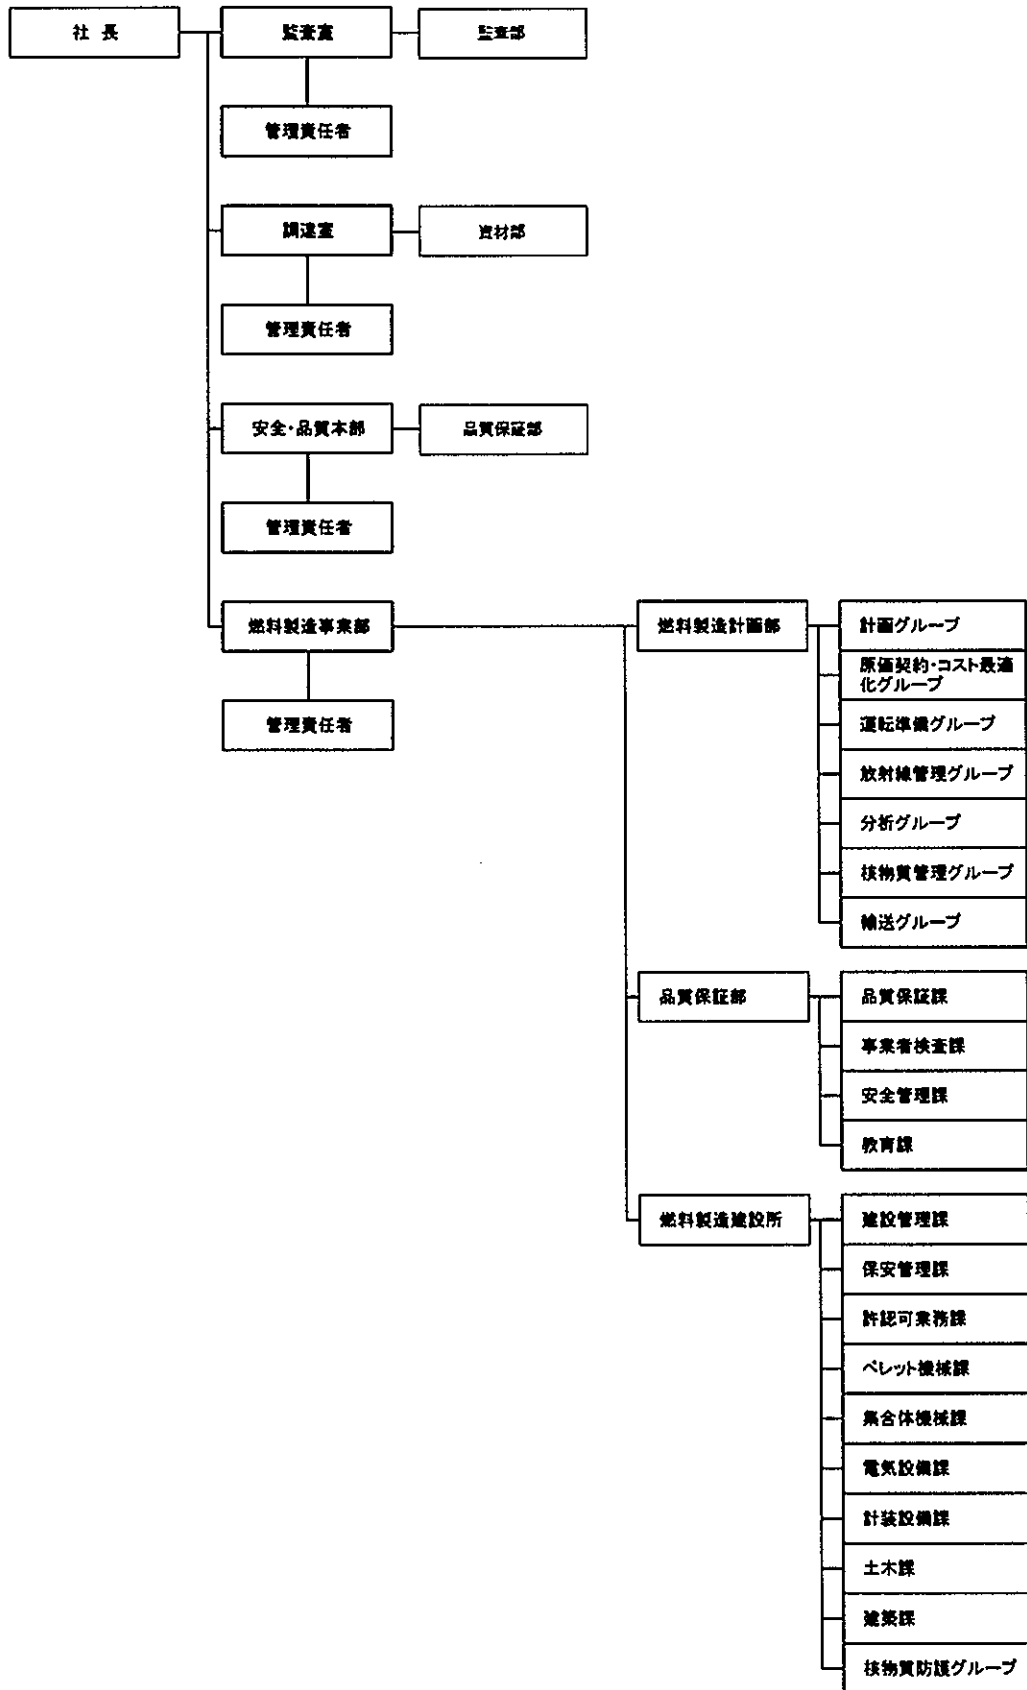 社 長
監査室
監査部
管理責任者
調達室
資材部
管理責任者
安全・品質本部
品質保証部
管理責任者
燃料製造事業部
管理責任者
燃料製造計画部
計画グループ
原価契約・コスト最適
化グループ
運転準備グループ
放射線管理グループ
分析グループ
核物質管理グループ
輸送グループ
品質保証部
品質保証課
事業者検査課
安全管理課
教育課
燃料製造建設所
建設管理課
保安管理課
許認可業務課
ペレット機械課
集合体機械課
電気設備課
計装設備課
土木課
建築課
核物質防護グループ